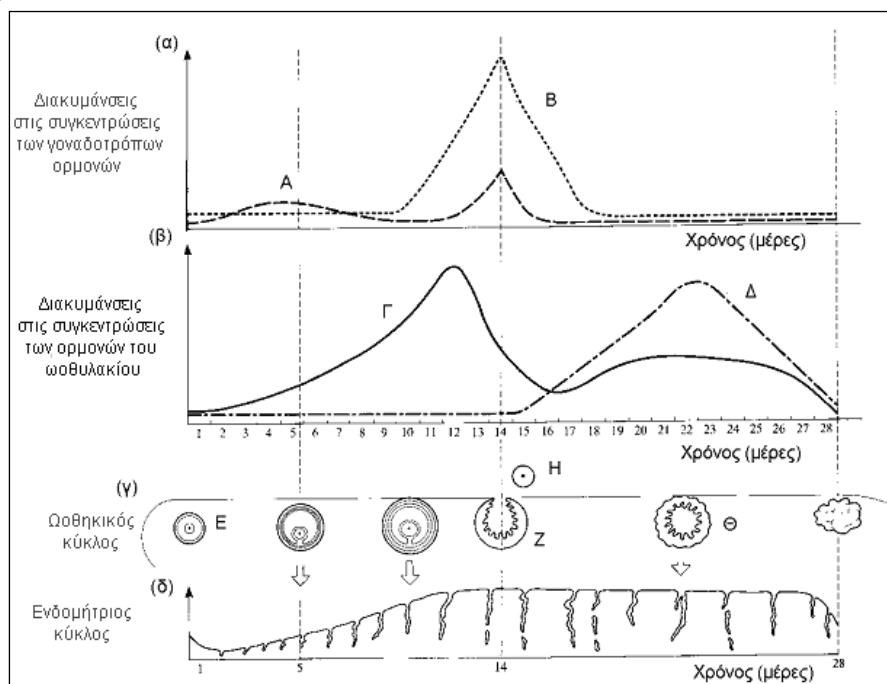 (α)
Διακυμάνσεις
στις συγκεντρώσεις
των γοναδοτρόπων
ορμονών
Α
Β
Χρόνος (μέρες)
(β)
Διακυμάνσεις
στις συγκεντρώσεις
των ορμονών του
ωοθυλακίου
Γ
Δ
1 2 3 4 5 6 7 8 9 10 11 12 13 14 15 16 17 18 19 20 21 22 23 24 25 26 27 28
Χρόνος (μέρες)
(γ)
Ωοθηκικός
κύκλος
Ε
Η
Ζ
Θ
(δ)
Ενδομήτριος
κύκλος
1 5 14 28
Χρόνος (μέρες)